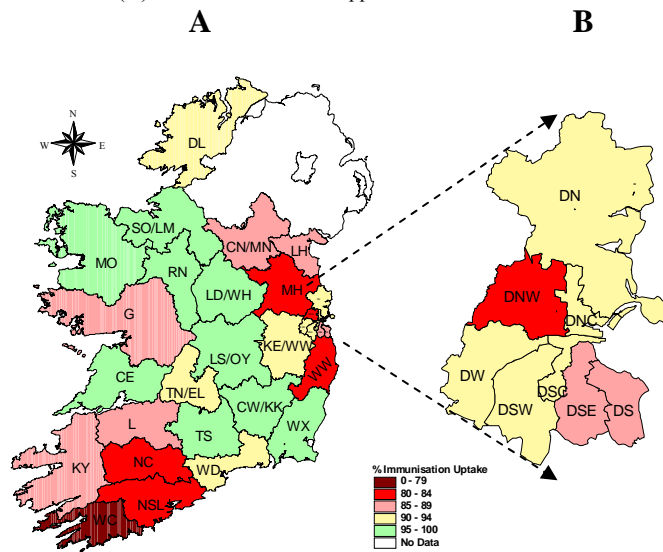 A
B
N
W
E
S
DL
DN
SO/LM
CN/MN
LH
MO
RN
LD/WH
MH
DNW
G
DNC
LS/OY
KE/WW
WW
CE
TN/EL
DW
DSW
DSC
DSE
DS
CW/KK
WX
L
TS
KY
NC
WD
NSL
WC
% Immunisation Uptake
0 - 79
80 - 84
85 - 89
90 - 94
95 - 100
No Data